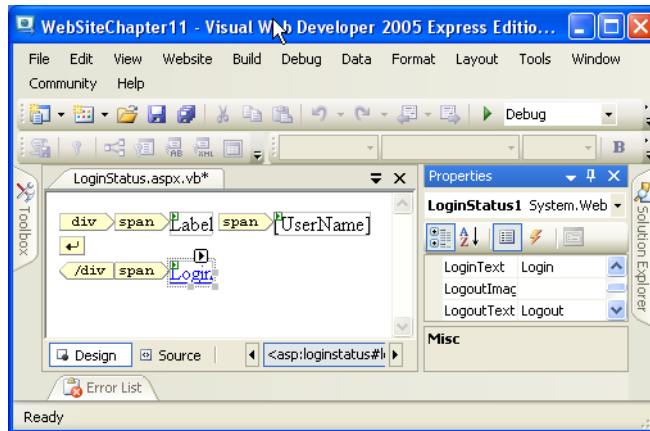 WebSiteChapter11 - Visual Web Developer 2005 Express Editio...
File Edit View Website Build Debug Data Format Layout Tools Window
Community Help
Debug
B
LoginStatus.aspx.vb*
Toolbox
div span Label span [UserName]
/div span Login
Design Source <asp:loginstatus#l
Properties
LoginStatus1 System.Web
LoginText Login
LogoutImag
LogoutText Logout
Misc
Solution Explorer
Error List
Ready